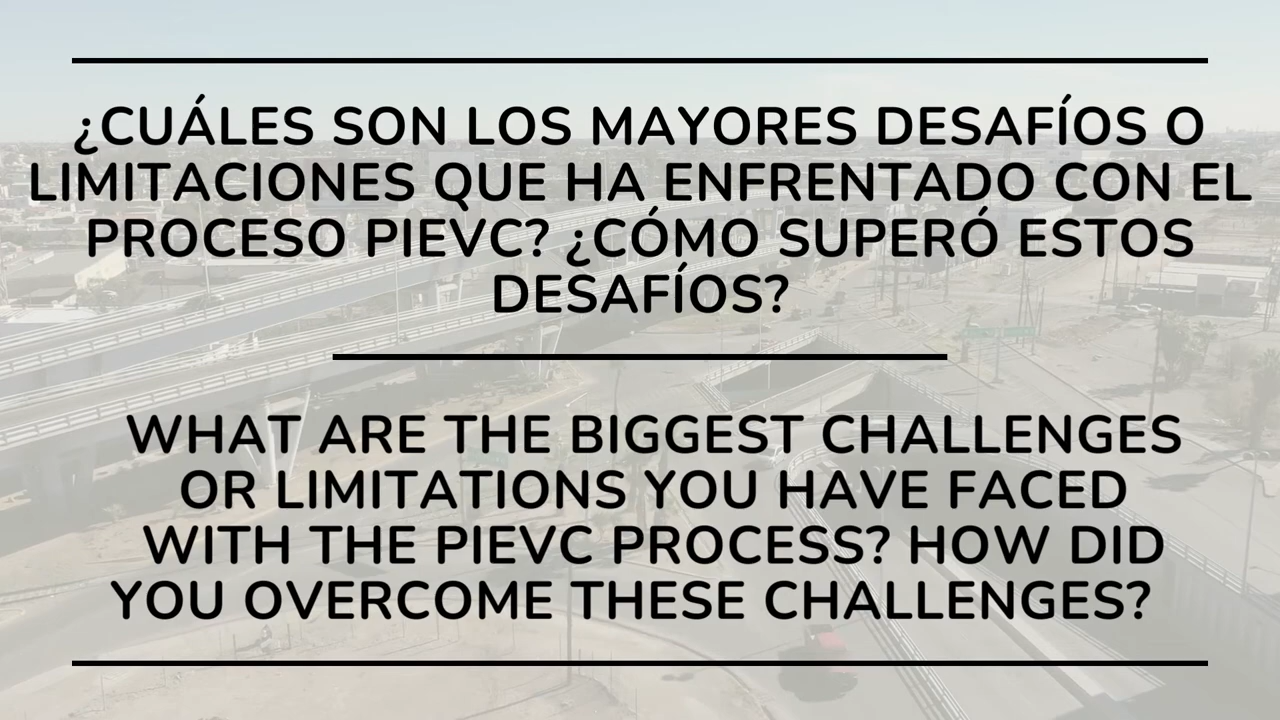 ¿CUÁLES SON LOS MAYORES DESAFÍOS O
LIMITACIONES QUE HA ENFRENTADO CON EL
PROCESO PIEVC? ¿CÓMO SUPERÓ ESTOS
DESAFÍOS?
WHAT ARE THE BIGGEST CHALLENGES
OR LIMITATIONS YOU HAVE FACED
WITH THE PIEVC PROCESS? HOW DID
YOU OVERCOME THESE CHALLENGES?